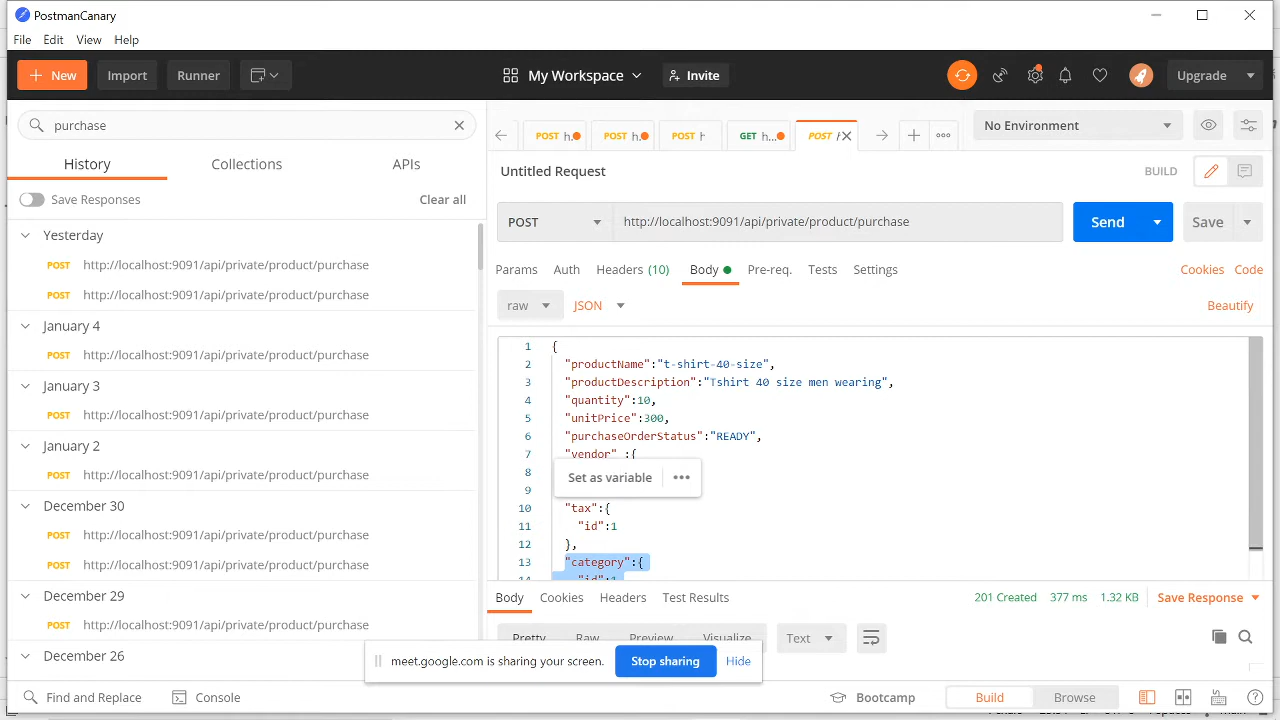 PostmanCanary
File Edit View Help
New Import Runner My Workspace Invite Upgrade
purchase
History Collections APIs
Save Responses Clear all
Yesterday
POST http://localhost:9091/api/private/product/purchase
POST http://localhost:9091/api/private/product/purchase
January 4
POST http://localhost:9091/api/private/product/purchase
January 3
POST http://localhost:9091/api/private/product/purchase
January 2
POST http://localhost:9091/api/private/product/purchase
December 30
POST http://localhost:9091/api/private/product/purchase
POST http://localhost:9091/api/private/product/purchase
December 29
POST http://localhost:9091/api/private/product/purchase
December 26
POST h.. POST h.. POST GET h... POST No Environment
Untitled Request BUILD
POST http://localhost:9091/api/private/product/purchase Send Save
Params Auth Headers (10) Body Pre-req. Tests Settings Cookies Code
raw JSON Beautify
1 {
2 "productName":"t-shirt-40-size",
3 "productDescription":"Tshirt 40 size men wearing",
4 "quantity":10,
5 "unitPrice":300,
6 "purchaseOrderStatus":"READY",
7 "vendor" :{
8 Set as variable •••
9
10 "tax":{
11 "id":1
12 },
13 "category":{
14 "id":1
Body Cookies Headers Test Results 201 Created 377 ms 1.32 KB Save Response
Pretty Raw Preview Visualize Text
meet.google.com is sharing your screen. Stop sharing Hide
Find and Replace Console Bootcamp Build Browse